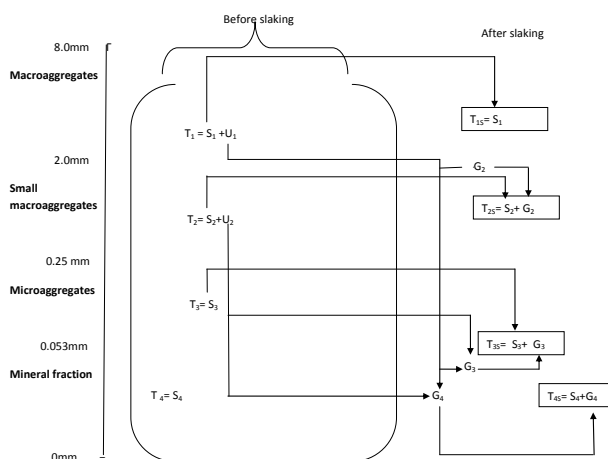 Before slaking
8.0mm
After slaking
Macroaggregates
T1S= S1
T1 = S1 +U1
2.0mm
G2
Small
macroaggregates
T2S= S2+ G2
T2= S2+U2
0.25 mm
Microaggregates
T3= S3
0.053mm
T3S= S3+ G3
Mineral fraction
G3
T 4= S4
G4
T4S= S4+G4
0mm